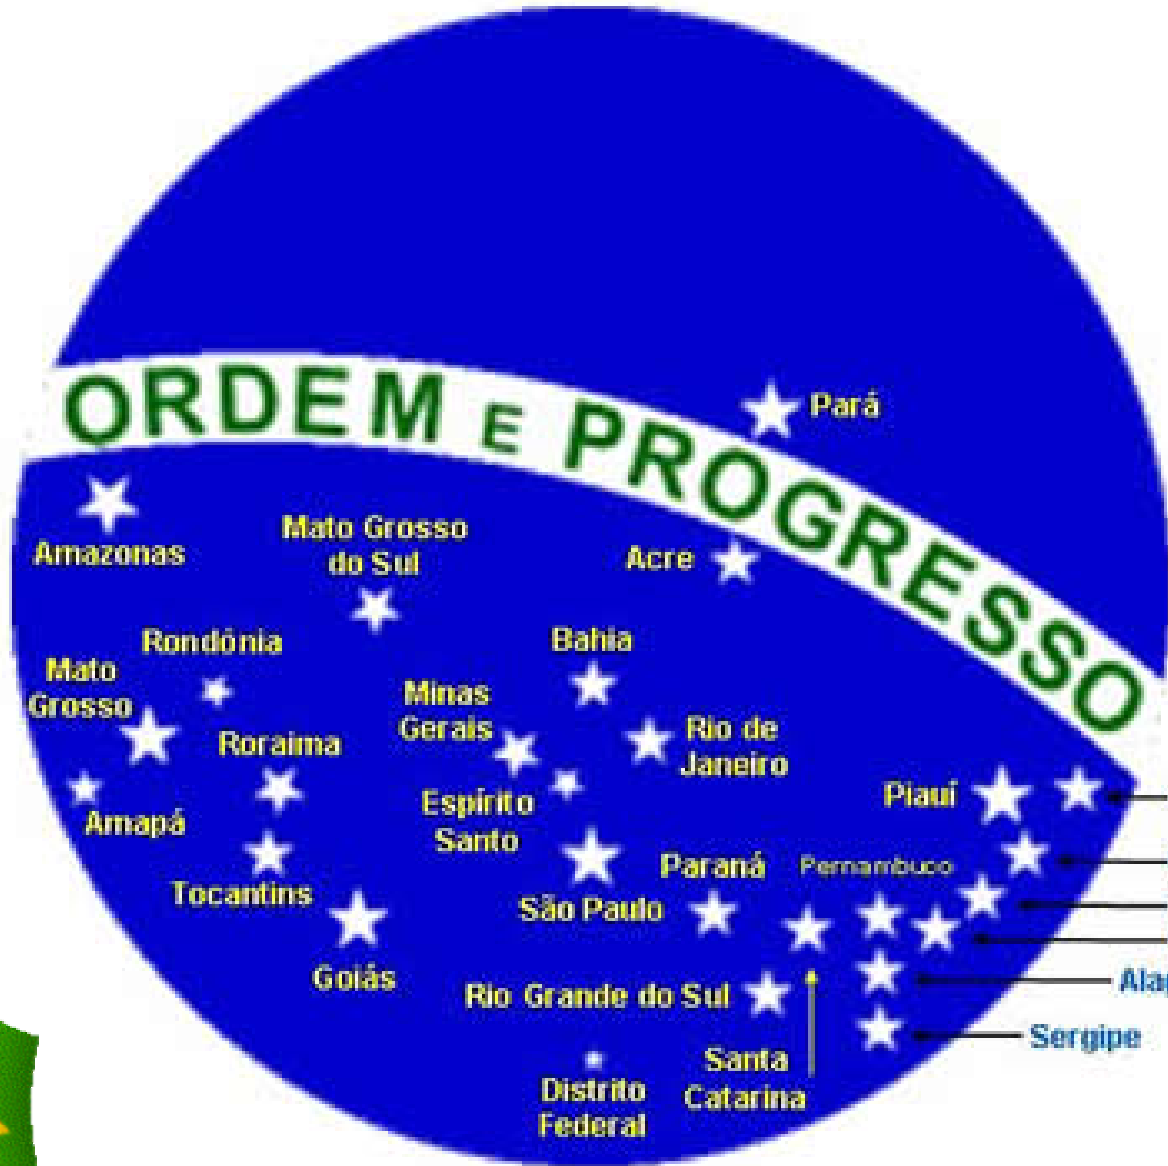 ORDEM E PROGRESSO
Pará
Amazonas
Mato Grosso
do Sul
Acre
Rondônia
Bahia
Mato
Grosso
Minas
Gerais
Roraima
Rio de
Janeiro
Piauí
Amapá
Espírito
Santo
Paraná
Pernambuco
Tocantins
São Paulo
Goiás
Rio Grande do Sul
Sergipe
Santa
Catarina
Distrito
Federal